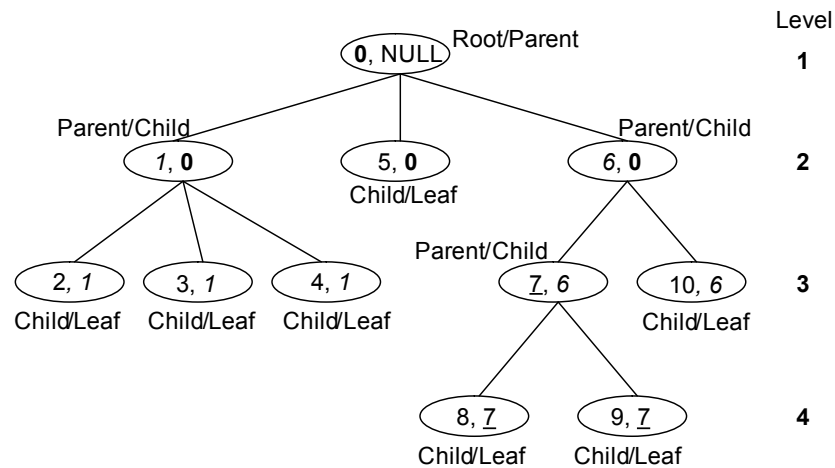 Level
Root/Parent
0, NULL
1
Parent/Child
Parent/Child
1, 0
5, 0
6, 0
2
Child/Leaf
Parent/Child
2, 1
3, 1
4, 1
7, 6
10, 6
3
Child/Leaf
Child/Leaf
Child/Leaf
Child/Leaf
8, 7
9, 7
4
Child/Leaf
Child/Leaf